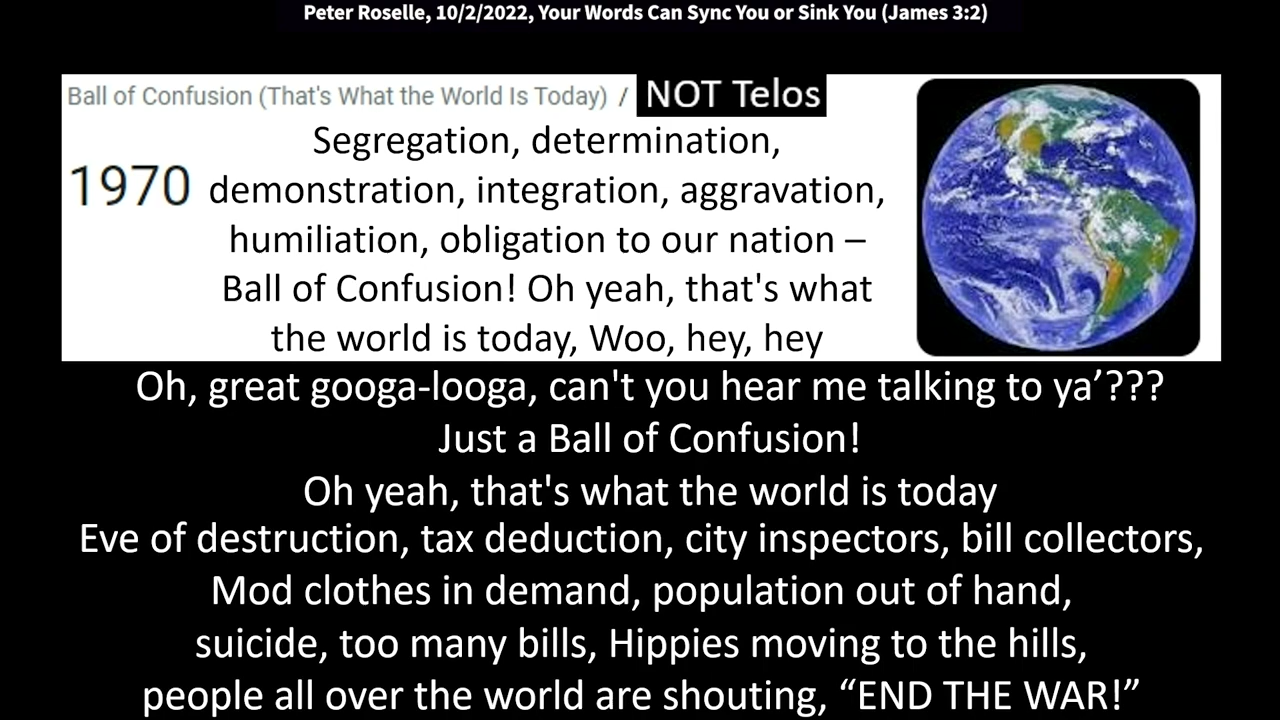 Peter Roselle, 10/2/2022, Your Words Can Sync You or Sink You (James 3:2)
Ball of Confusion (That's What the World Is Today) / NOT Telos
1970
Segregation, determination,
demonstration, integration, aggravation,
humiliation, obligation to our nation –
Ball of Confusion! Oh yeah, that's what
the world is today, Woo, hey, hey
Oh, great googa-looga, can't you hear me talking to ya’???
Just a Ball of Confusion!
Oh yeah, that's what the world is today
Eve of destruction, tax deduction, city inspectors, bill collectors,
Mod clothes in demand, population out of hand,
suicide, too many bills, Hippies moving to the hills,
people all over the world are shouting, “END THE WAR!”